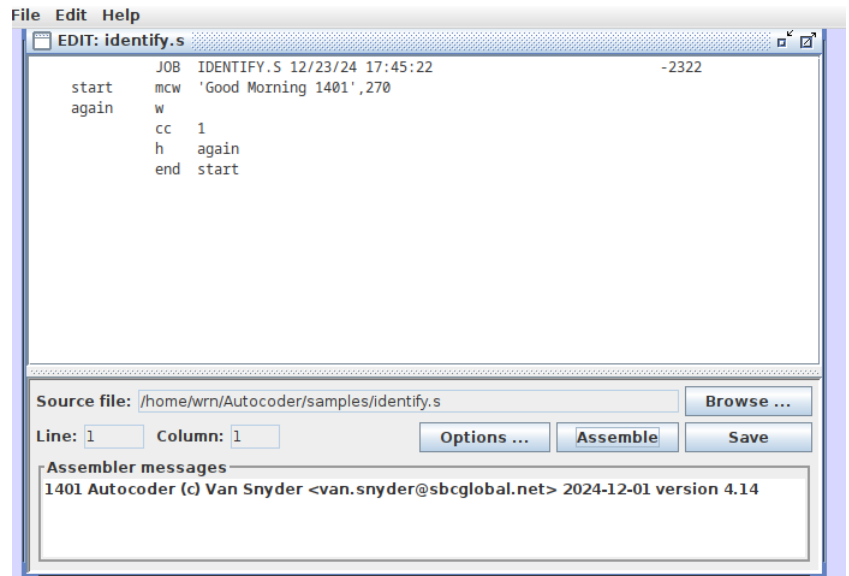 File Edit Help
EDIT: identify.s
JOB IDENTIFY.S 12/23/24 17:45:22 -2322
start mcw 'Good Morning 1401',270
again w
cc 1
h again
end start
Source file: /home/wrn/Autocoder/samples/identify.s Browse ...
Line: 1 Column: 1 Options ... Assemble Save
Assembler messages
1401 Autocoder (c) Van Snyder <van.snyder@sbcglobal.net> 2024-12-01 version 4.14